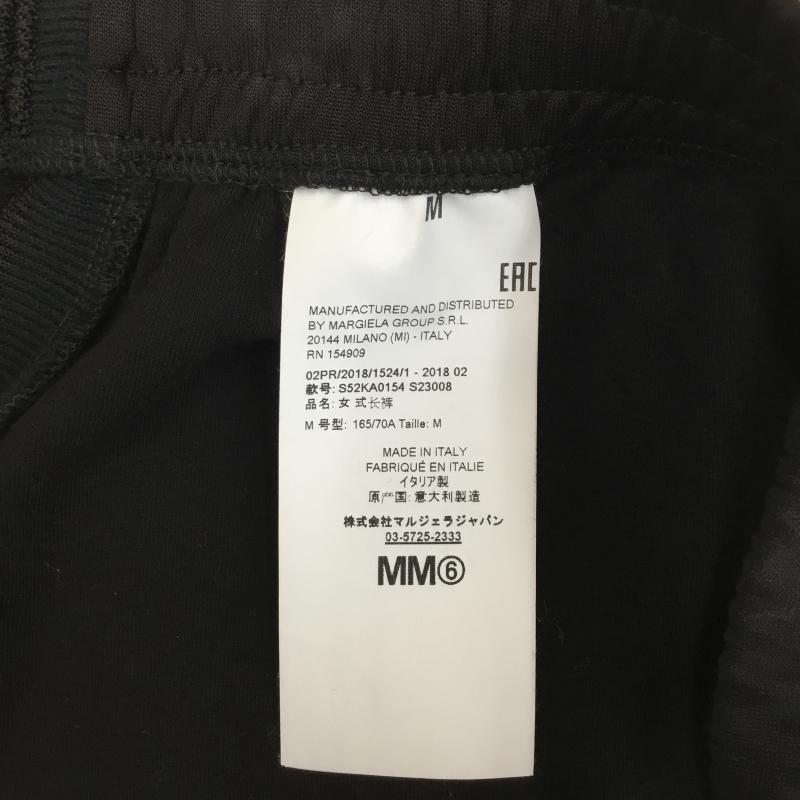 M
EAC
MANUFACTURED AND DISTRIBUTED
BY MARGIELA GROUP S.R.L.
20144 MILANO (MI) - ITALY
RN 154909
02PR/2018/1524/1 - 2018 02
款号: S52KA0154 S23008
品名: 女 式长裤
M 号型: 165/70A Taille: M
MADE IN ITALY
FABRIQUÉ EN ITALIE
イタリア製
原产国: 意大利製造
株式会社マルジェラジャパン
03-5725-2333
MM⑥